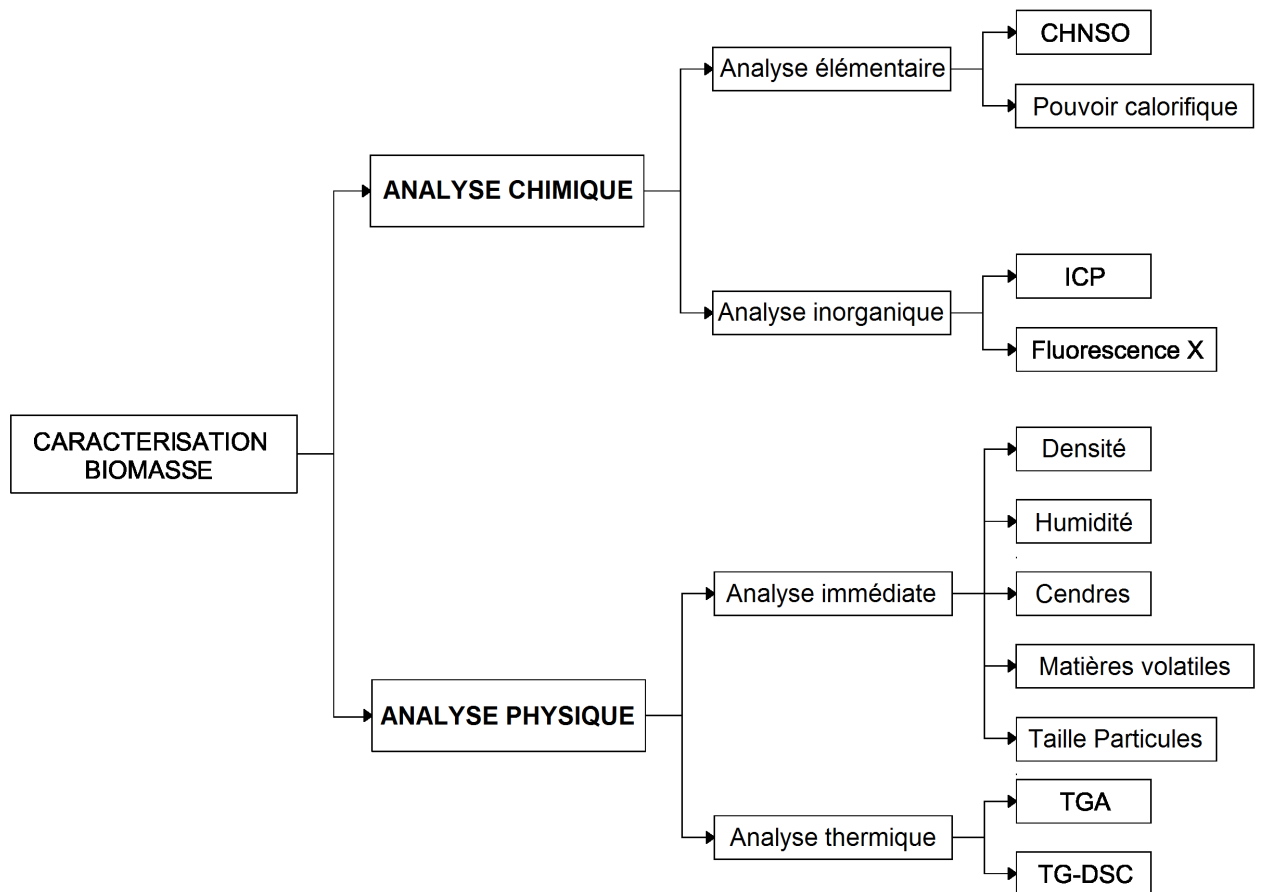 CHNSO
Analyse élémentaire
Pouvoir calorifique
ANALYSE CHIMIQUE
ICP
Analyse inorganique
Fluorescence X
CARACTERISATION
BIOMASSE
Densité
Humidité
Analyse immédiate
Cendres
Matières volatiles
ANALYSE PHYSIQUE
Taille Particules
TGA
Analyse thermique
TG-DSC